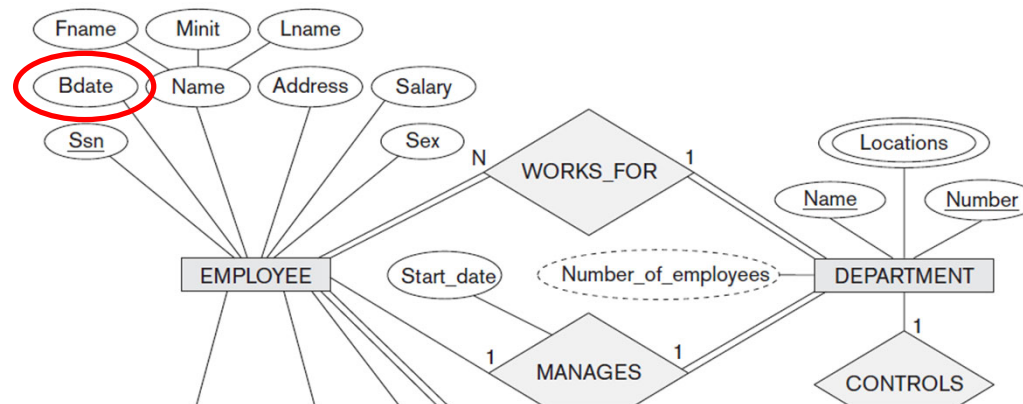 Fname Minit Lname
Bdate Name Address Salary
Ssn Sex
N WORKS_FOR 1
Locations
Name Number
EMPLOYEE Start_date Number_of_employees DEPARTMENT
1 MANAGES 1
1
CONTROLS